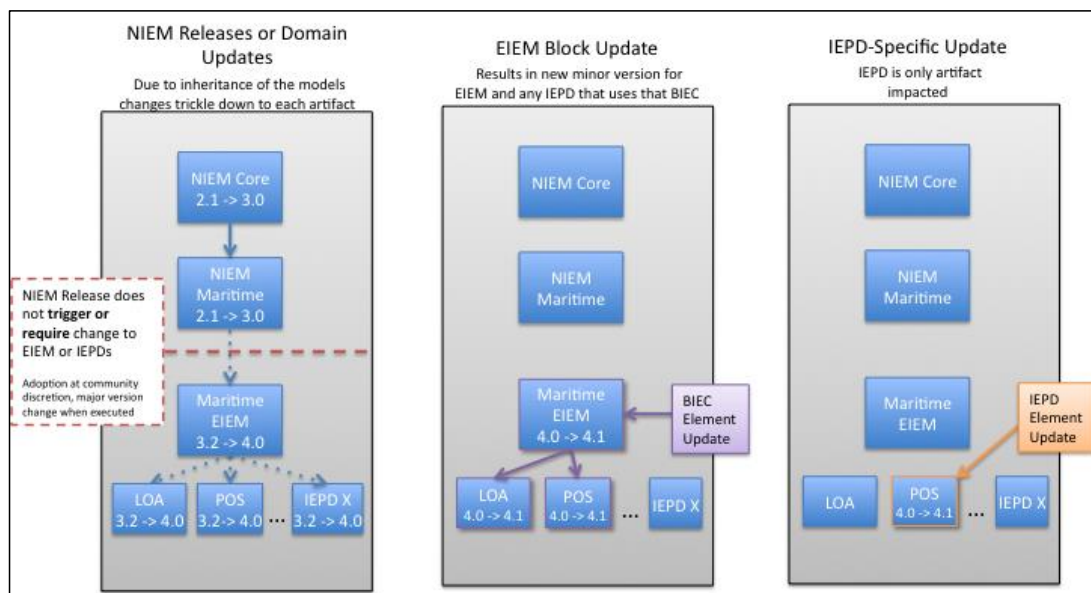 NIEM Releases or Domain
Updates
Due to inheritance of the models
changes trickle down to each artifact
NIEM Core
2.1 -> 3.0
NIEM
Maritime
2.1 -> 3.0
NIEM Release does
not trigger or
require change to
EIEM or IEPDs
Adoption at community
discretion, major version
change when executed
Maritime
EIEM
3.2 -> 4.0
LOA
3.2 -> 4.0
POS
3.2-> 4.0
...
IEPD X
3.2 -> 4.0
EIEM Block Update
Results in new minor version for
EIEM and any IEPD that uses that BIEC
NIEM Core
NIEM
Maritime
Maritime
EIEM
4.0 -> 4.1
BIEC
Element
Update
LOA
4.0 -> 4.1
POS
4.0 -> 4.1
...
IEPD X
IEPD-Specific Update
IEPD is only artifact
impacted
NIEM Core
NIEM
Maritime
Maritime
EIEM
IEPD
Element
Update
LOA
POS
4.0 -> 4.1
...
IEPD X